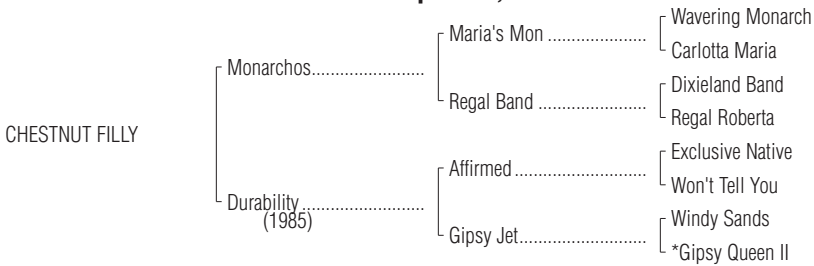 CHESTNUT FILLY
Monarchos........................
Durability..........................
(1985)
Maria's Mon .....................
Regal Band .......................
Affirmed............................
Gipsy Jet...........................
Wavering Monarch
Carlotta Maria
Dixieland Band
Regal Roberta
Exclusive Native
Won't Tell You
Windy Sands
*Gipsy Queen II